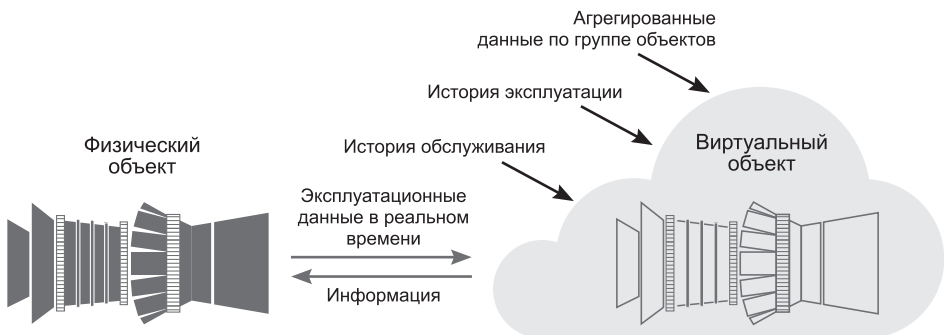 Агрегированные
данные по группе объектов
История эксплуатации
История обслуживания
Физический
объект
Виртуальный
объект
Эксплуатационные
данные в реальном
времени
Информация